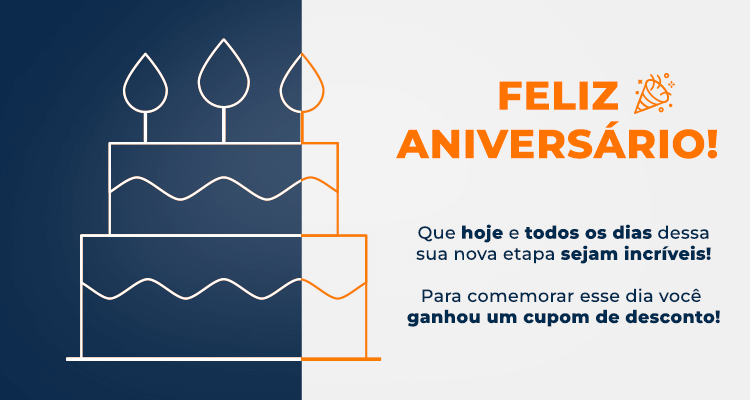 FELIZ
ANIVERSÁRIO!
Que hoje e todos os dias dessa
sua nova etapa sejam incríveis!
Para comemorar esse dia você
ganhou um cupom de desconto!